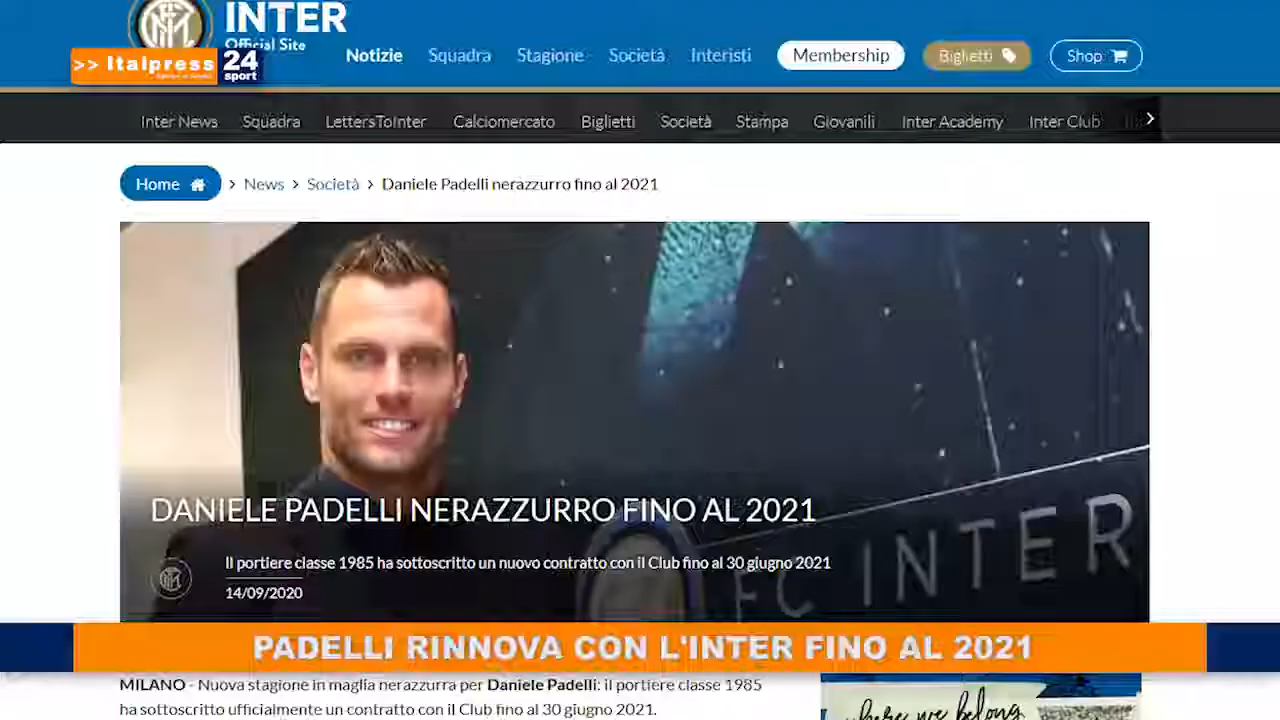 INTER
Official Site
>> Italpress 24
sport
Notizie Squadra Stagione Società Interisti Membership Biglietti Shop
Inter News Squadra LettersToInter Calciomercato Biglietti Società Stampa Giovanili Inter Academy Inter Club
Home > News > Società > Daniele Padelli nerazzurro fino al 2021
DANIELE PADELLI NERAZZURRO FINO AL 2021
Il portiere classe 1985 ha sottoscritto un nuovo contratto con il Club fino al 30 giugno 2021
14/09/2020
FC INTER
PADELLI RINNOVA CON L'INTER FINO AL 2021
MILANO - Nuova stagione in maglia nerazzurra per Daniele Padelli: il portiere classe 1985
ha sottoscritto ufficialmente un contratto con il Club fino al 30 giugno 2021.
where we belong